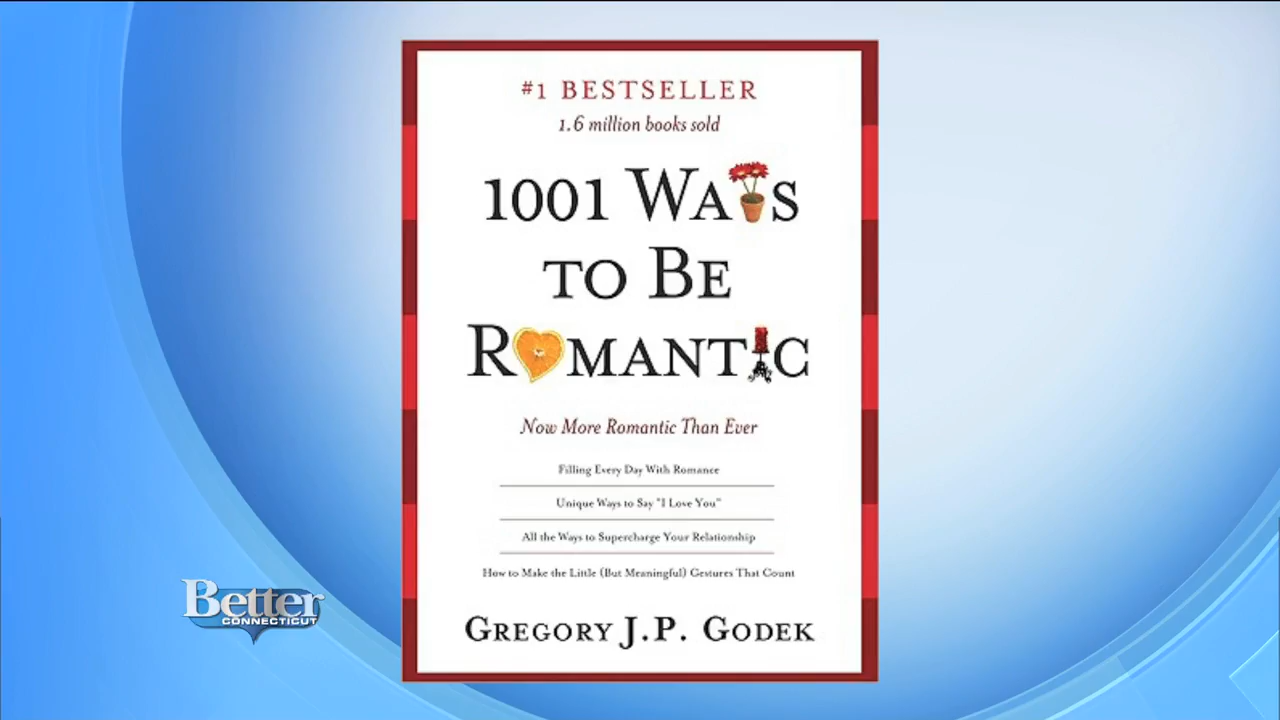 #1 BESTSELLER
1.6 million books sold
1001 WAYS
TO BE
ROMANTIC
Now More Romantic Than Ever
Filling Every Day With Romance
Unique Ways to Say "I Love You"
All the Ways to Supercharge Your Relationship
How to Make the Little (But Meaningful) Gestures That Count
GREGORY J.P. GODEK
Better
CONNECTICUT